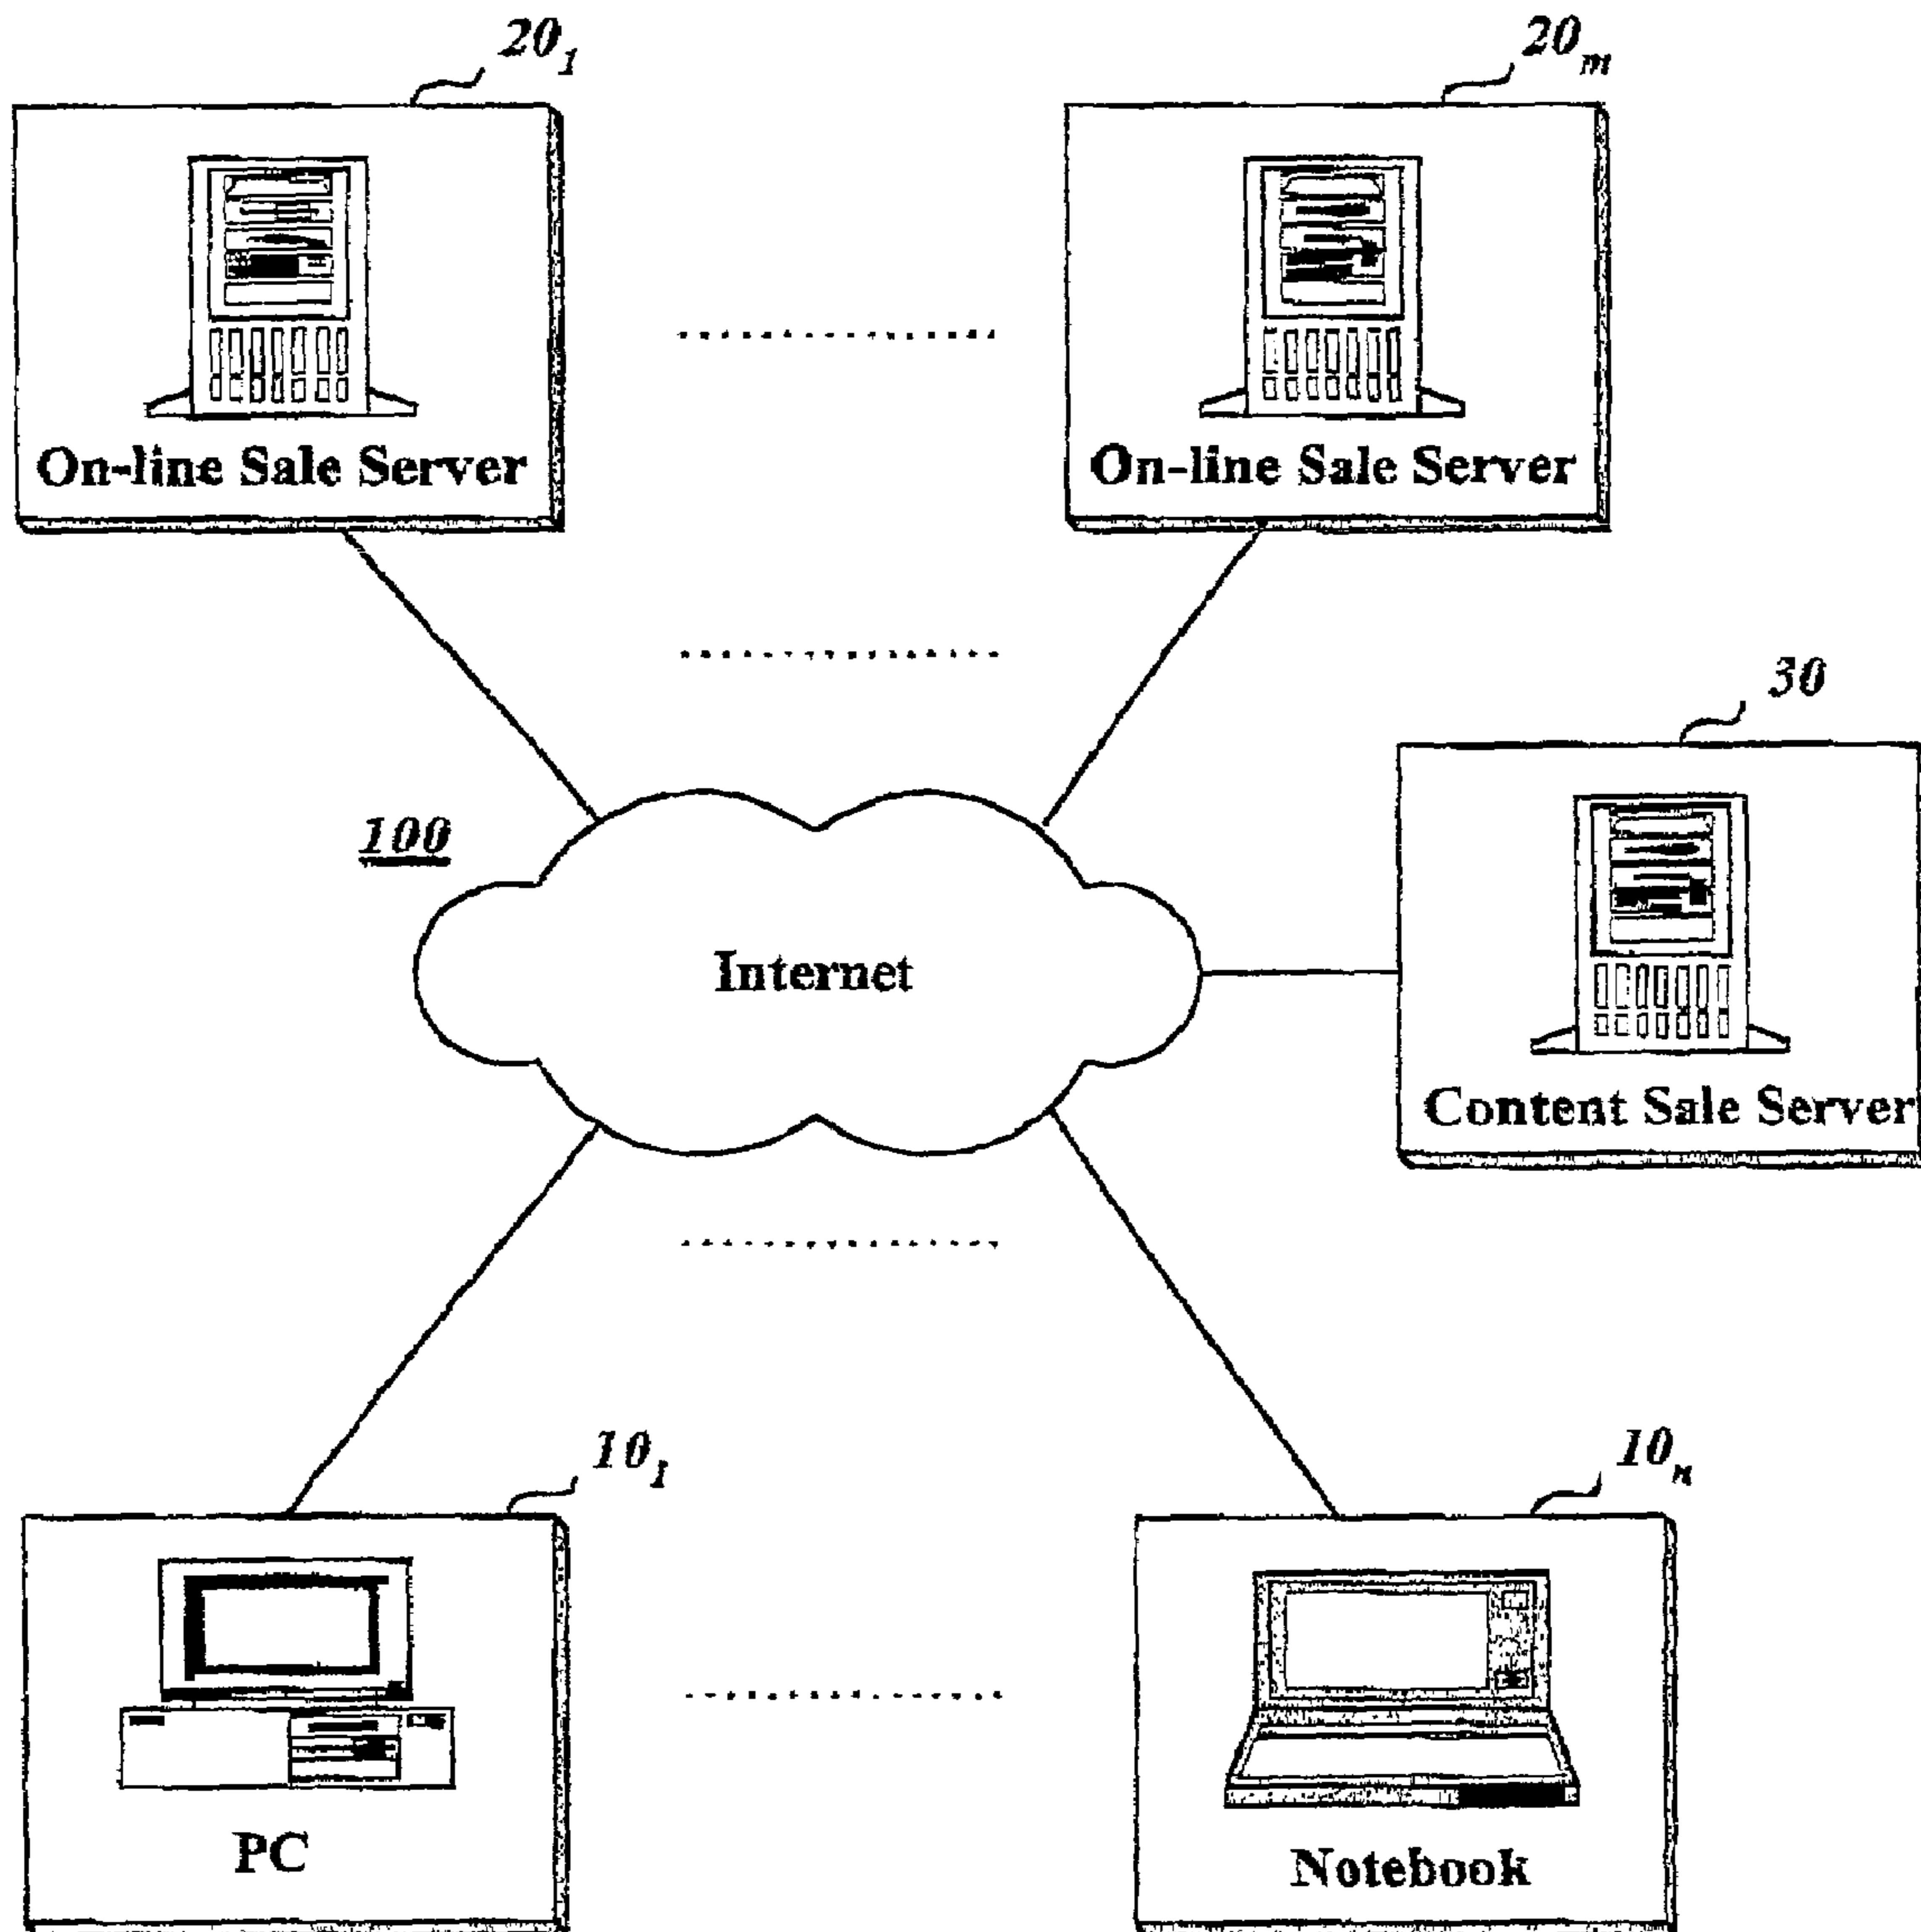 20₁
20ₘ
On-line Sale Server
On-line Sale Server
30
100
Internet
Content Sale Server
10₁
10ₙ
PC
Notebook